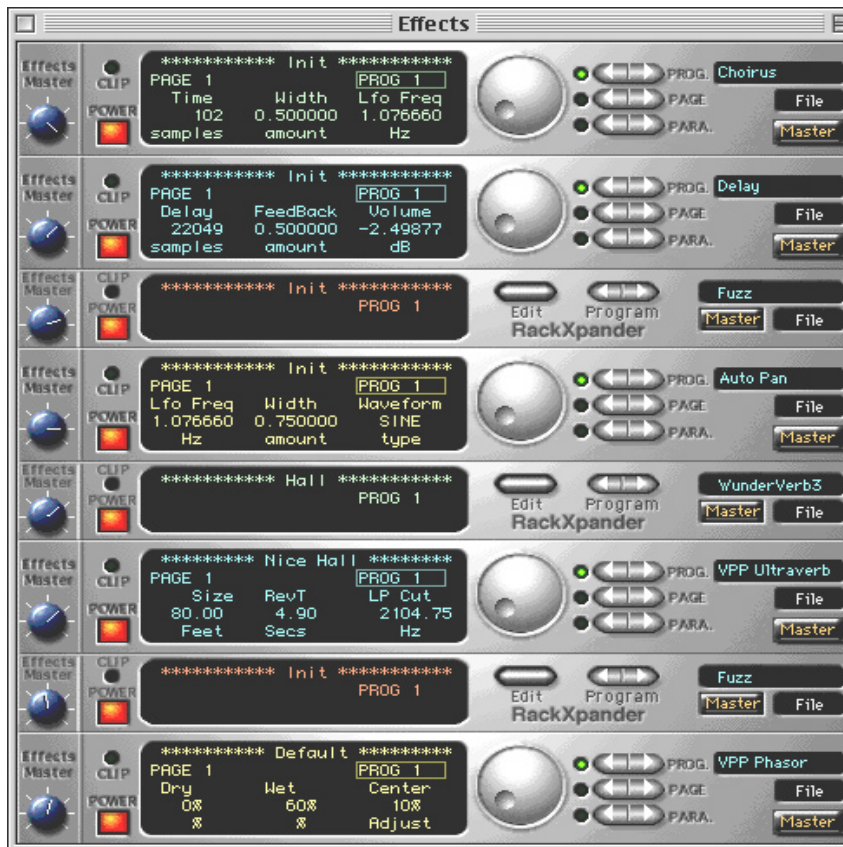 Effects
Effects Master CLIP POWER
*********** Init ***********
PAGE 1 PROG 1
Time Width Lfo Freq
102 0.500000 1.076660
samples amount Hz
PROG. Choirus
PAGE File
PARA. Master
Effects Master CLIP POWER
*********** Init ***********
PAGE 1 PROG 1
Delay FeedBack Volume
22049 0.500000 -2.49877
samples amount dB
PROG. Delay
PAGE File
PARA. Master
Effects Master CLIP POWER
*********** Init ***********
PROG 1
Edit Program
RackXpander
Fuzz
Master File
Effects Master CLIP POWER
*********** Init ***********
PAGE 1 PROG 1
Lfo Freq Width Waveform
1.076660 0.750000 SINE
Hz amount type
PROG. Auto Pan
PAGE File
PARA. Master
Effects Master CLIP POWER
*********** Hall ***********
PROG 1
Edit Program
RackXpander
WunderVerb3
Master File
Effects Master CLIP POWER
********* Nice Hall ********
PAGE 1 PROG 1
Size RevT LP Cut
80.00 4.90 2104.75
Feet Secs Hz
PROG. VPP Ultraverb
PAGE File
PARA. Master
Effects Master CLIP POWER
*********** Init ***********
PROG 1
Edit Program
RackXpander
Fuzz
Master File
Effects Master CLIP POWER
********** Default *********
PAGE 1 PROG 1
Dry Wet Center
0% 60% 10%
% % Adjust
PROG. VPP Phasor
PAGE File
PARA. Master